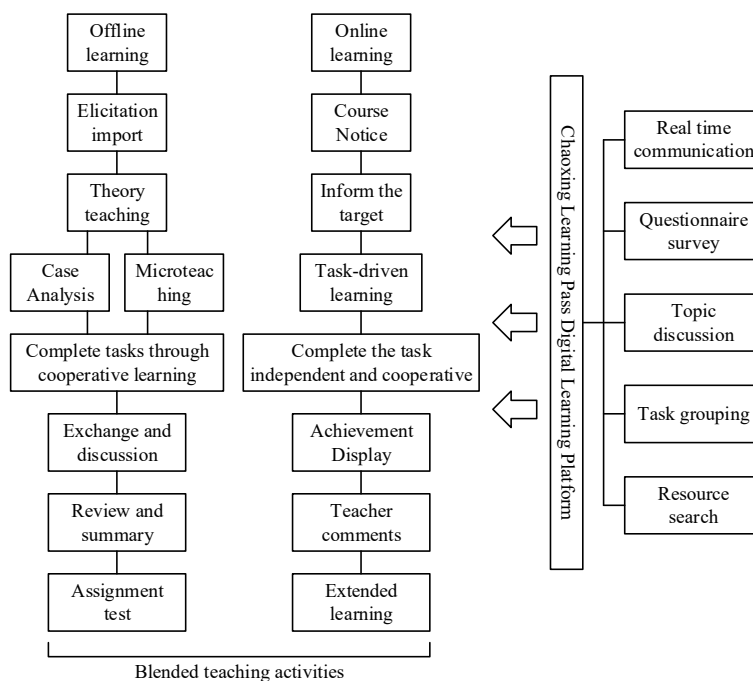 Offline
learning
Elicitation
import
Theory
teaching
Case
Analysis
Microteac
hing
Complete tasks through
cooperative learning
Exchange and
discussion
Review and
summary
Assignment
test
Online
learning
Course
Notice
Inform the
target
Task-driven
learning
Complete the task
independent and cooperative
Achievement
Display
Teacher
comments
Extended
learning
Blended teaching activities
Chaoxing Learning Pass Digital Learning Platform
Real time
communication
Questionnaire
survey
Topic
discussion
Task grouping
Resource
search